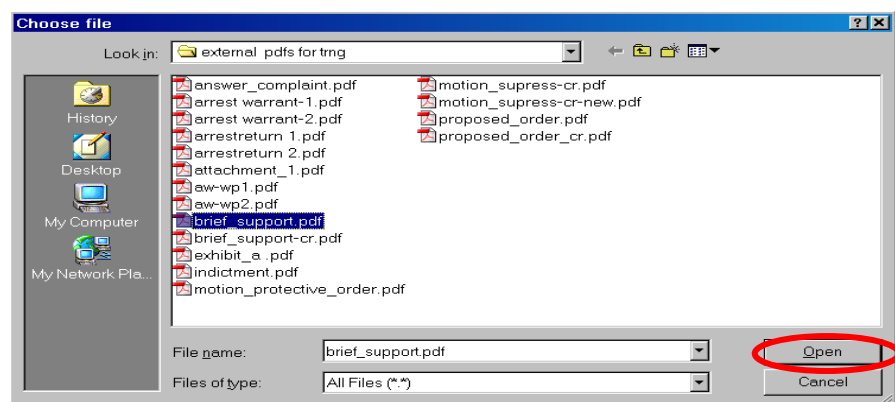 Choose file
Look in:
external pdfs for trng
History
Desktop
My Computer
My Network Pla...
answer_complaint.pdf
arrest warrant-1.pdf
arrest warrant-2.pdf
arrestreturn 1.pdf
arrestreturn 2.pdf
attachment_1.pdf
aw-wp1.pdf
aw-wp2.pdf
brief_support.pdf
brief_support-cr.pdf
exhibit_a .pdf
indictment.pdf
motion_protective_order.pdf
motion_supress-cr.pdf
motion_supress-cr-new.pdf
proposed_order.pdf
proposed_order_cr.pdf
File name:
brief_support.pdf
Open
Files of type:
All Files (*.*)
Cancel